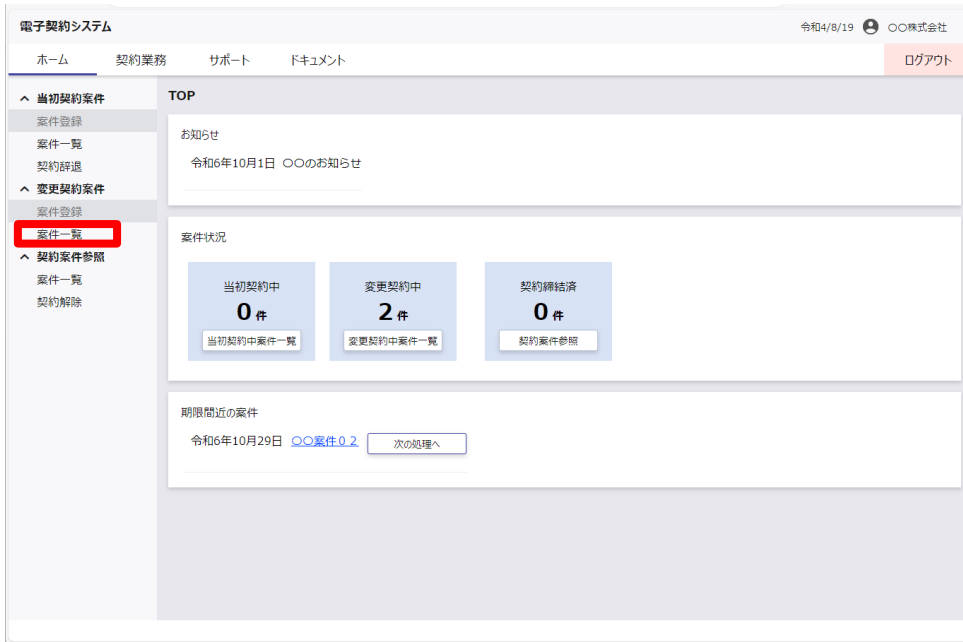 電子契約システム
令和4/8/19 〇〇株式会社
ホーム 契約業務 サポート ドキュメント ログアウト
当初契約案件
案件登録
案件一覧
契約辞退
変更契約案件
案件登録
案件一覧
契約案件参照
案件一覧
契約解除
TOP
お知らせ
令和6年10月1日 〇〇のお知らせ
案件状況
当初契約中
0 件
当初契約中案件一覧
変更契約中
2 件
変更契約中案件一覧
契約締結済
0 件
契約案件参照
期限間近の案件
令和6年10月29日 〇〇案件０２ 次の処理へ